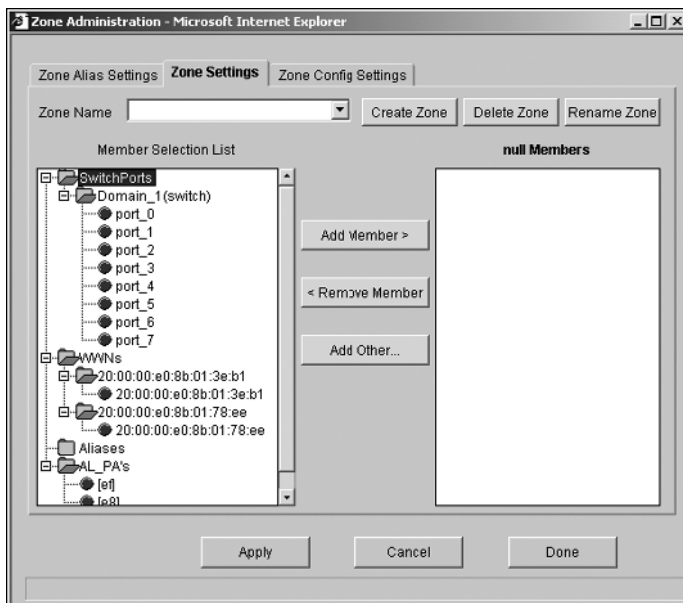 Zone Administration - Microsoft Internet Explorer
Zone Alias Settings Zone Settings Zone Config Settings
Zone Name Create Zone Delete Zone Rename Zone
Member Selection List null Members
SwitchPorts
Domain_1(switch)
port_0
port_1
port_2
port_3
port_4
port_5
port_6
port_7
WWNs
20:00:00:e0:8b:01:3e:b1
20:00:00:e0:8b:01:3e:b1
20:00:00:e0:8b:01:78:ee
20:00:00:e0:8b:01:78:ee
Aliases
AL_PA's
[ef]
[e8]
Add Member >
< Remove Member
Add Other...
Apply Cancel Done